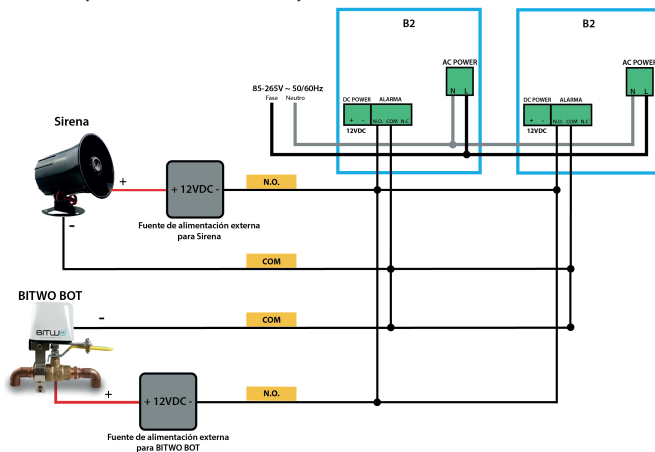 B2
B2
AC POWER
N L
AC POWER
N L
85-265V ~ 50/60Hz
Fase Neutro
DC POWER ALARMA
+ - N.O. COM N.C
12VDC
DC POWER ALARMA
+ - N.O. COM N.C
12VDC
Sirena
+
+ 12VDC -
N.O.
-
Fuente de alimentación externa
para Sirena
COM
BITWO BOT
-
COM
BITWO
+
+ 12VDC -
N.O.
Fuente de alimentación externa
para BITWO BOT